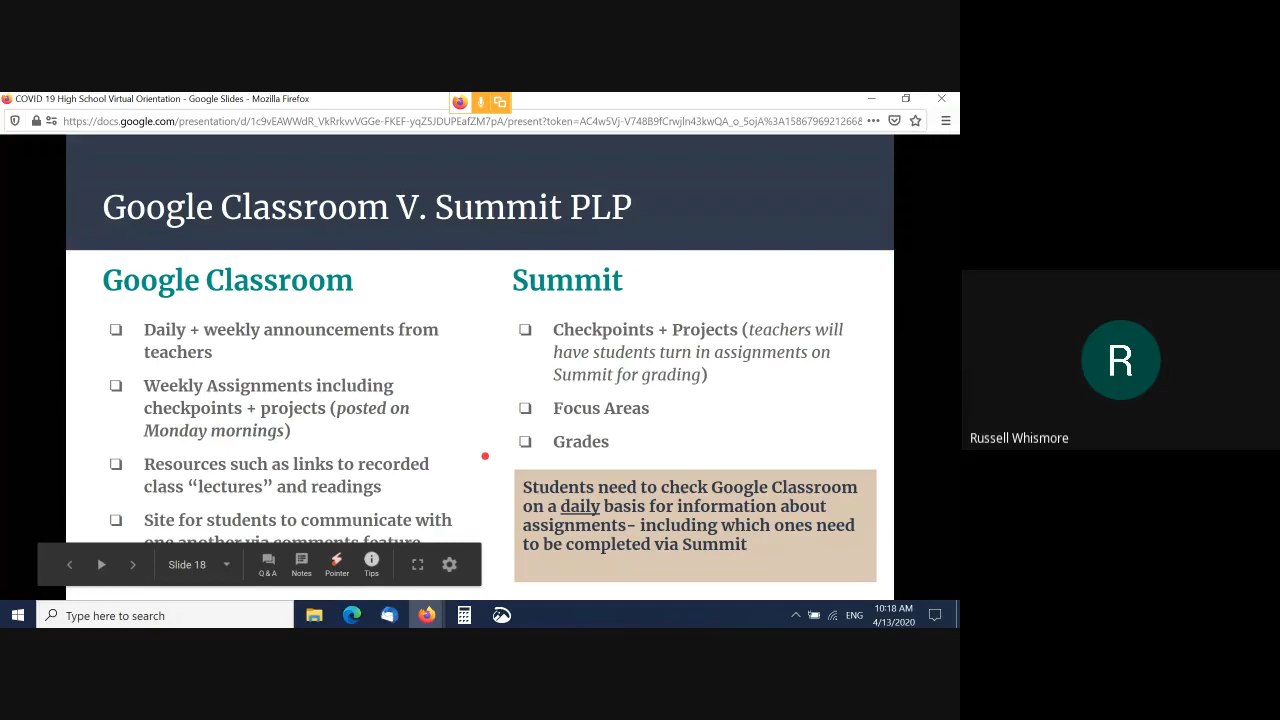 COVID 19 High School Virtual Orientation - Google Slides - Mozilla Firefox
https://docs.google.com/presentation/d/1c9vEAWWdR_VkRrkvvVGGe-FKEF-yqZ5JDUPEafZM7pA/present?token=AC4w5Vj-V748B9fCrwjln43kwQA_o_5ojA%3A15867969212668
Google Classroom V. Summit PLP
Google Classroom
Daily + weekly announcements from
teachers
Weekly Assignments including
checkpoints + projects (posted on
Monday mornings)
Resources such as links to recorded
class “lectures” and readings
Site for students to communicate with
one another via comments feature
Summit
Checkpoints + Projects (teachers will
have students turn in assignments on
Summit for grading)
Focus Areas
Grades
Students need to check Google Classroom
on a daily basis for information about
assignments- including which ones need
to be completed via Summit
Slide 18
Q & A
Notes
Pointer
Tips
R
Russell Whismore
Type here to search
ENG
10:18 AM
4/13/2020